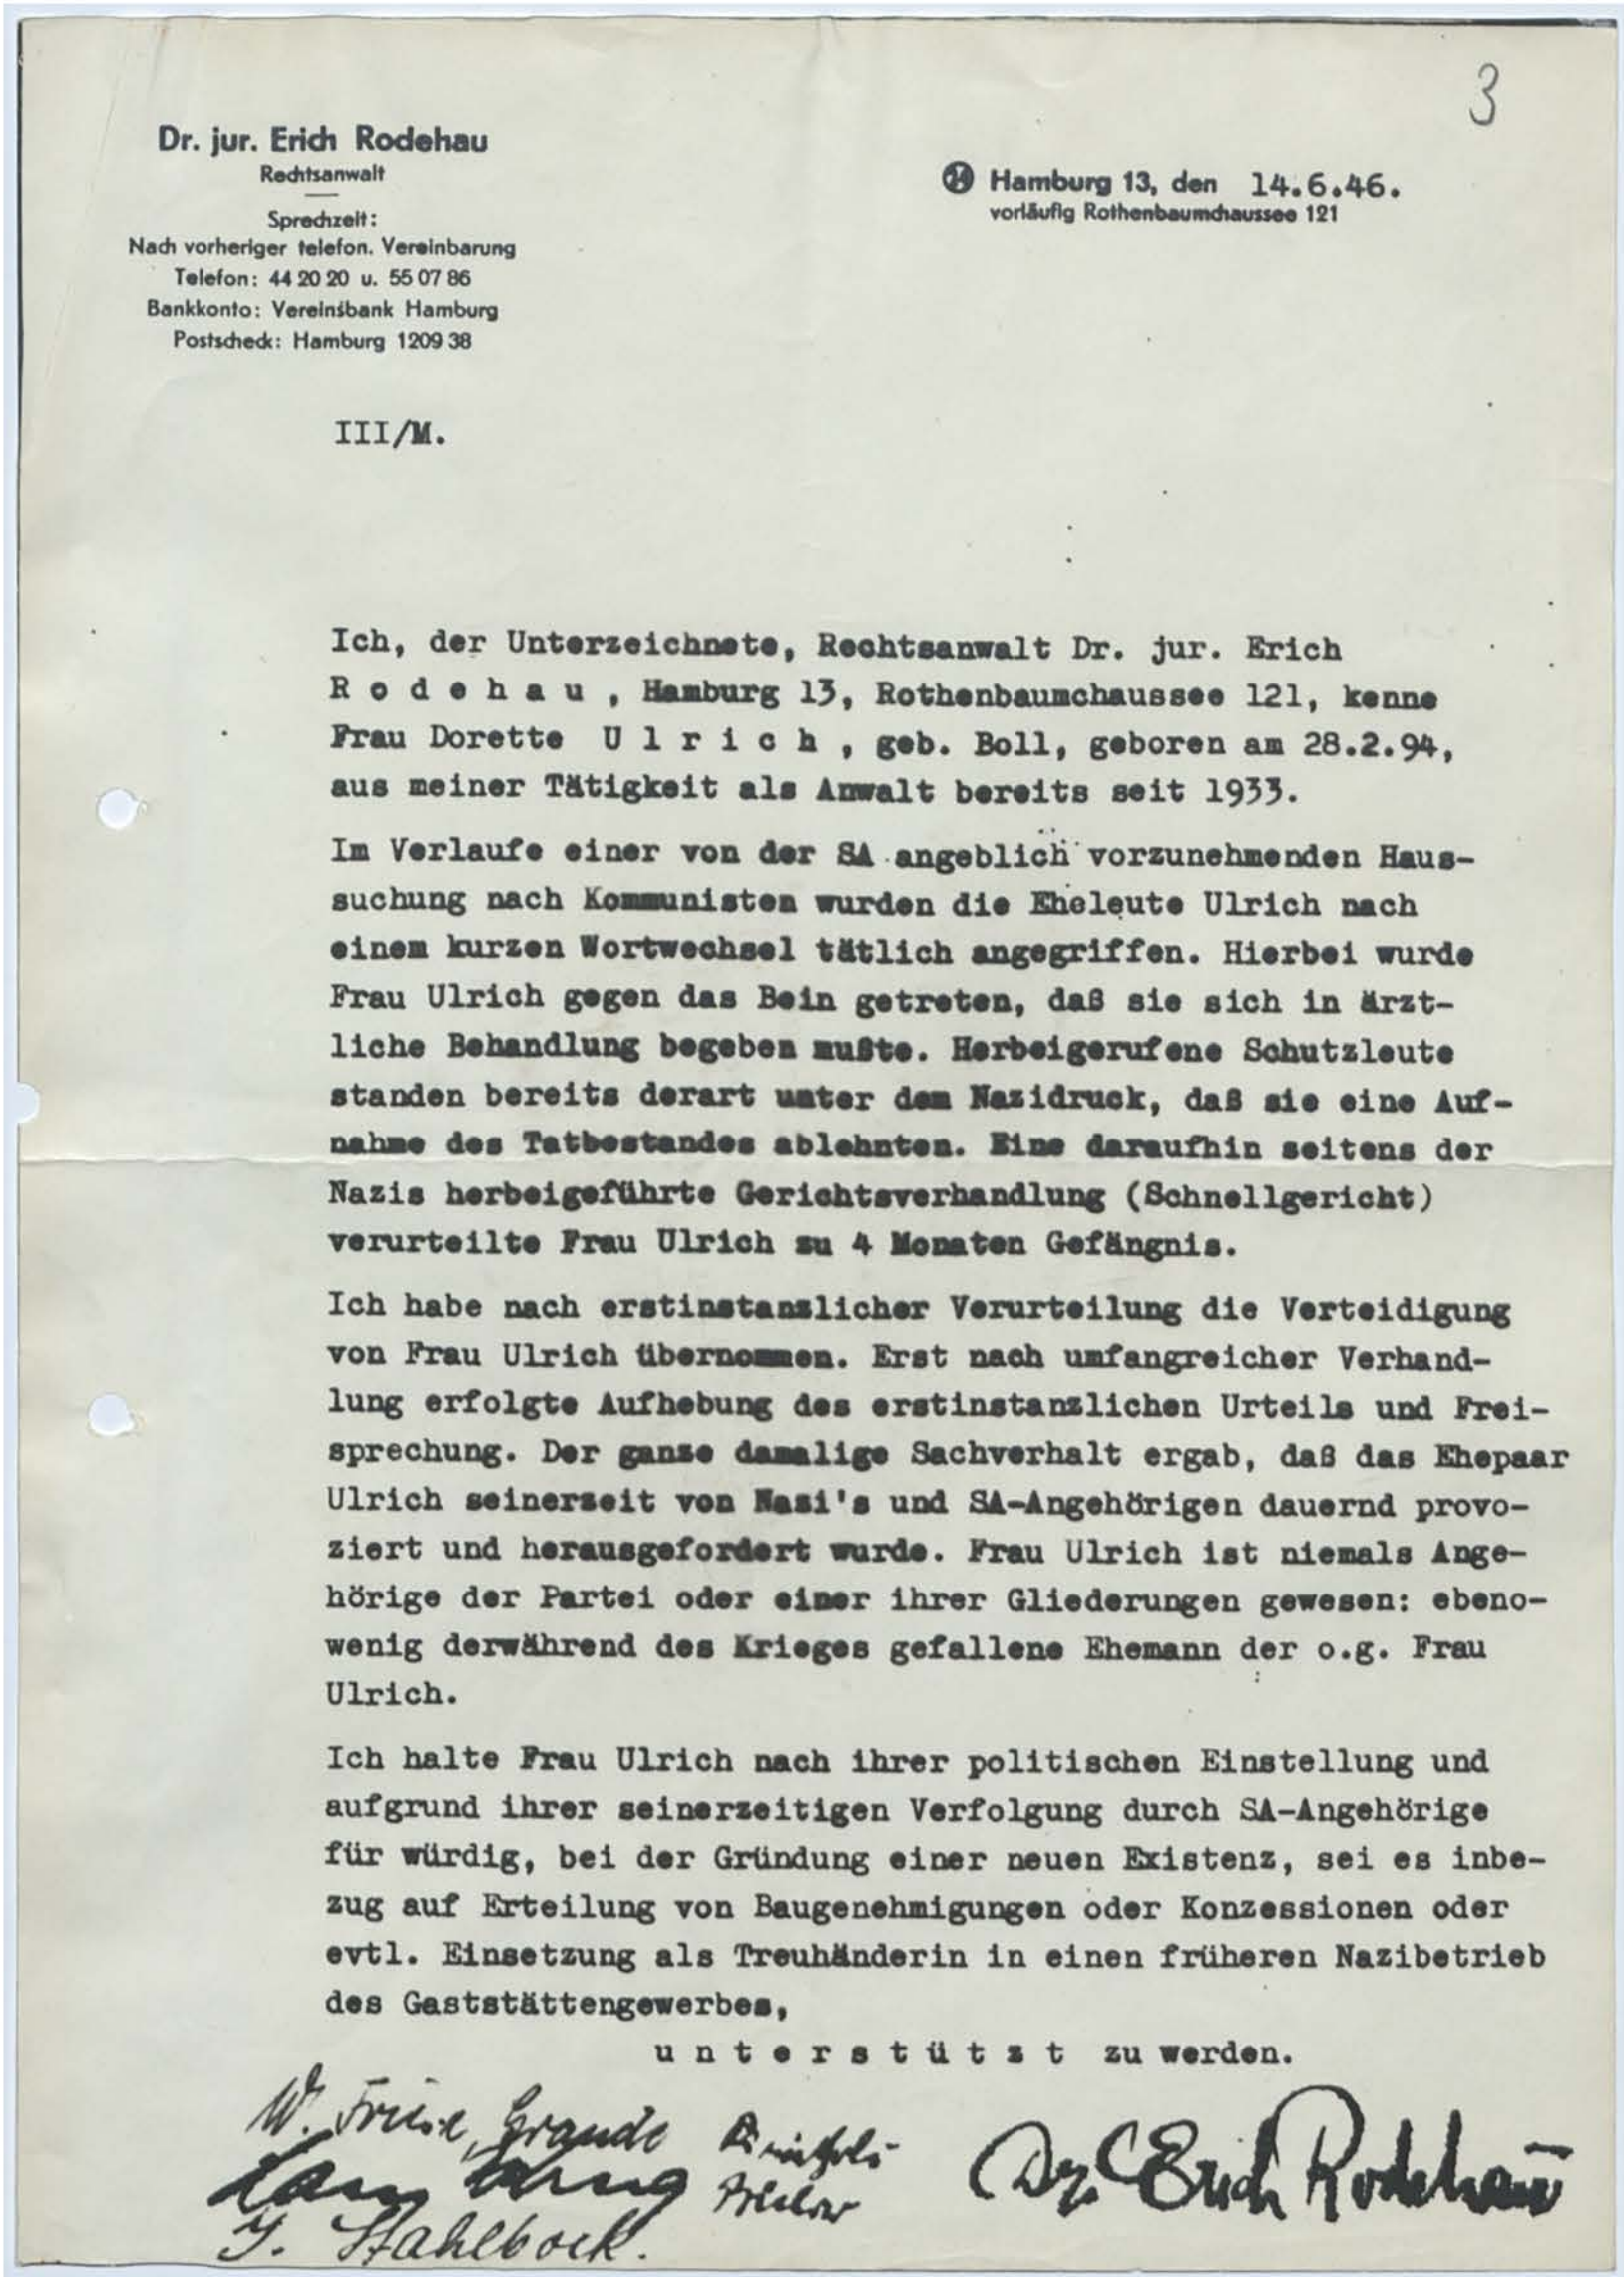 3
Dr. jur. Erich Rodehau
Rechtsanwalt
Sprechzeit:
Nach vorheriger telefon. Vereinbarung
Telefon: 44 20 20 u. 55 07 86
Bankkonto: Vereinsbank Hamburg
Postscheck: Hamburg 1209 38
24 Hamburg 13, den 14.6.46.
vorläufig Rothenbaumchaussee 121
III/M.
Ich, der Unterzeichnete, Rechtsanwalt Dr. jur. Erich
R o d e h a u , Hamburg 13, Rothenbaumchaussee 121, kenne
Frau Dorette U l r i c h , geb. Boll, geboren am 28.2.94,
aus meiner Tätigkeit als Anwalt bereits seit 1933.
Im Verlaufe einer von der SA angeblich vorzunehmenden Haus-
suchung nach Kommunisten wurden die Eheleute Ulrich nach
einem kurzen Wortwechsel tätlich angegriffen. Hierbei wurde
Frau Ulrich gegen das Bein getreten, daß sie sich in ärzt-
liche Behandlung begeben mußte. Herbeigerufene Schutzleute
standen bereits derart unter dem Nazidruck, daß sie eine Auf-
nahme des Tatbestandes ablehnten. Eine daraufhin seitens der
Nazis herbeigeführte Gerichtsverhandlung (Schnellgericht)
verurteilte Frau Ulrich zu 4 Monaten Gefängnis.
Ich habe nach erstinstanzlicher Verurteilung die Verteidigung
von Frau Ulrich übernommen. Erst nach umfangreicher Verhand-
lung erfolgte Aufhebung des erstinstanzlichen Urteils und Frei-
sprechung. Der ganze damalige Sachverhalt ergab, daß das Ehepaar
Ulrich seinerzeit von Nazi's und SA-Angehörigen dauernd provo-
ziert und herausgefordert wurde. Frau Ulrich ist niemals Ange-
hörige der Partei oder einer ihrer Gliederungen gewesen: ebeno-
wenig derwährend des Krieges gefallene Ehemann der o.g. Frau
Ulrich.
Ich halte Frau Ulrich nach ihrer politischen Einstellung und
aufgrund ihrer seinerzeitigen Verfolgung durch SA-Angehörige
für würdig, bei der Gründung einer neuen Existenz, sei es inbe-
zug auf Erteilung von Baugenehmigungen oder Konzessionen oder
evtl. Einsetzung als Treuhänderin in einen früheren Nazibetrieb
des Gaststättengewerbes,
u n t e r s t ü t z t zu werden.
W. Grande
Dr. Erich Rodehau
J. Stahlbock.